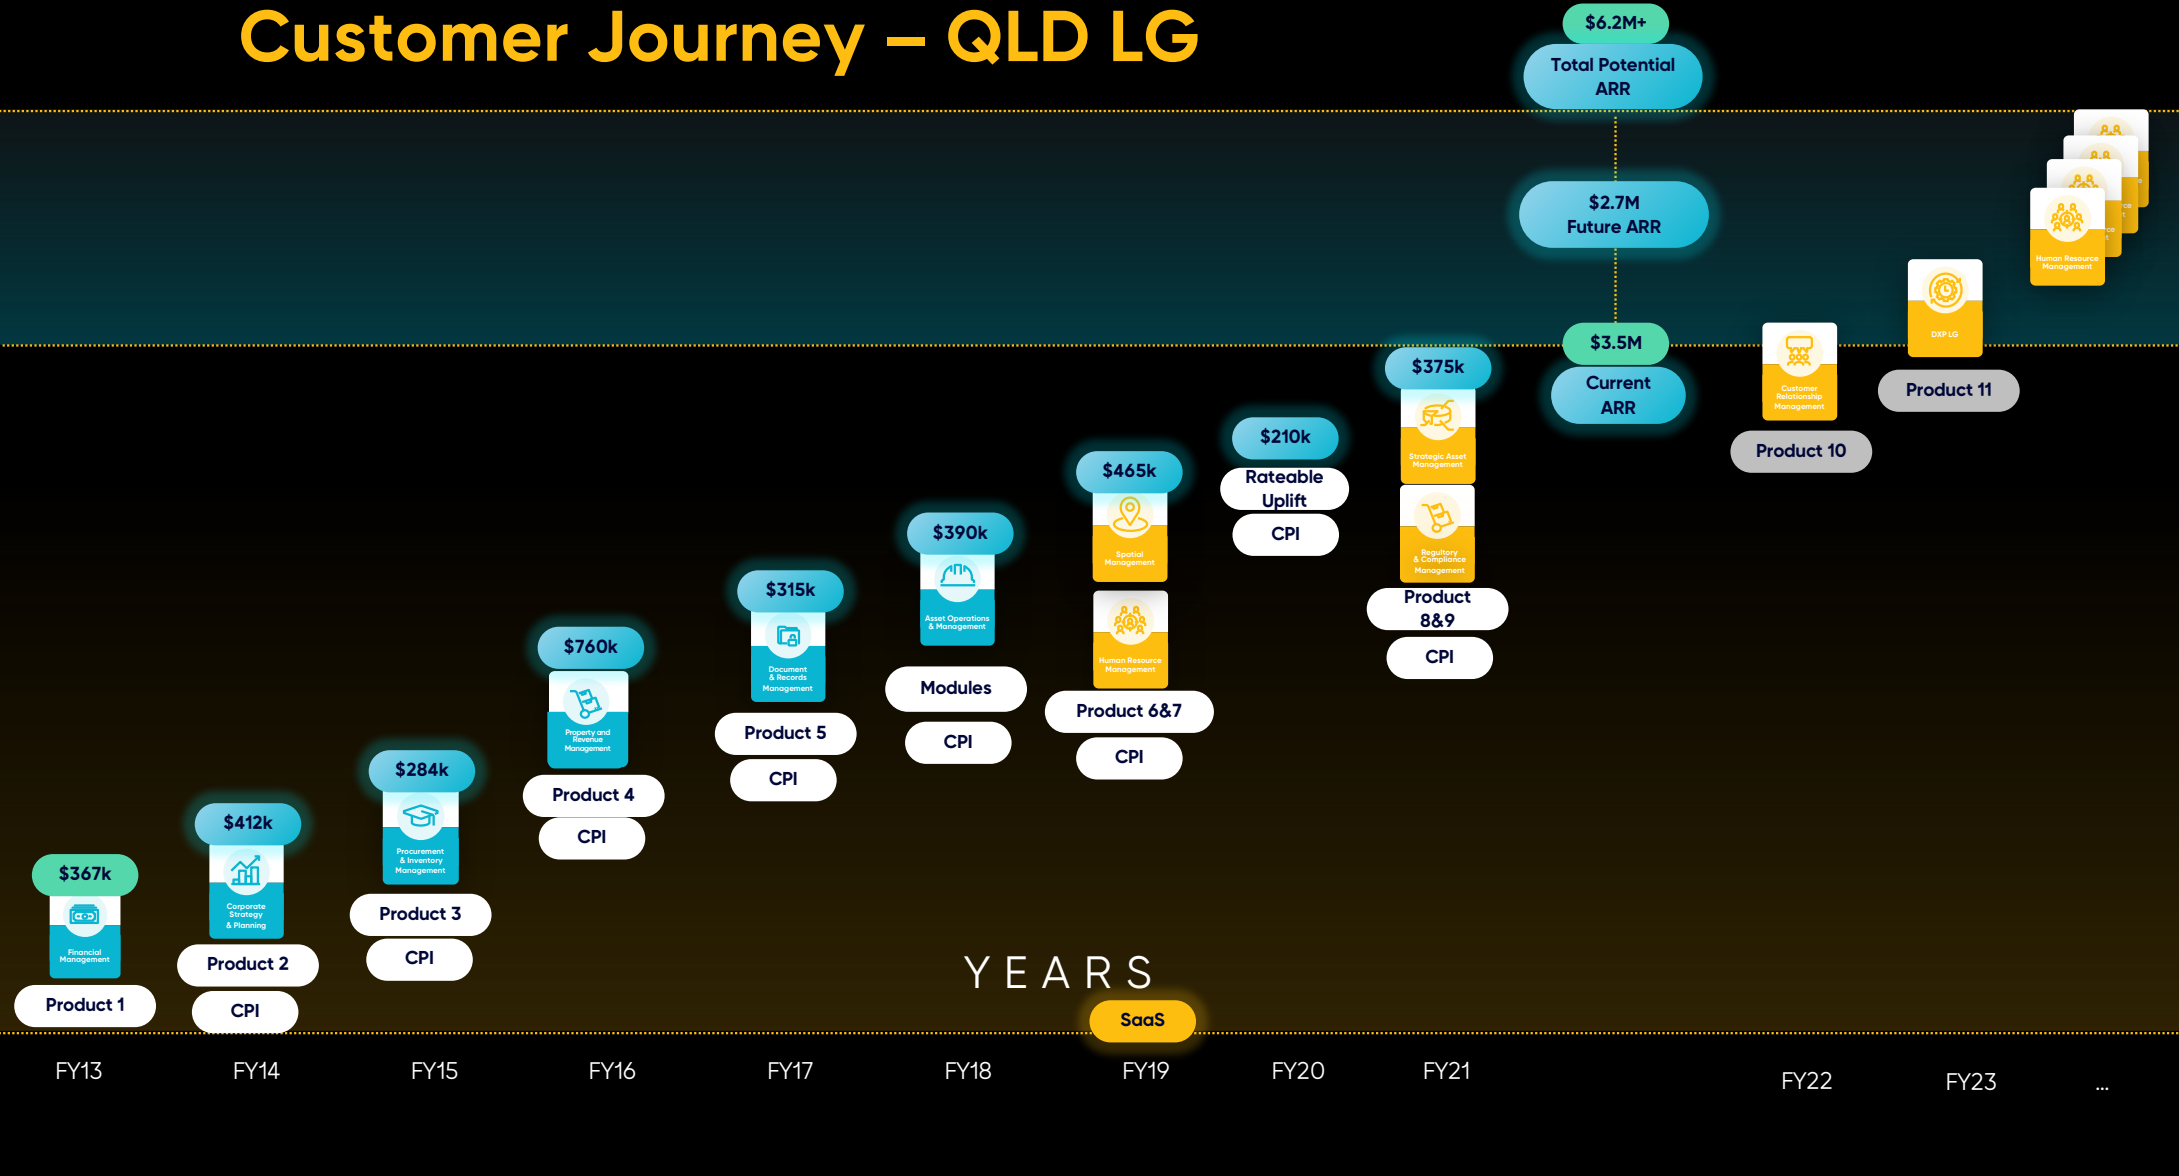 Customer Journey – QLD LG
$6.2M+
Total Potential
ARR
$2.7M
Future ARR
$3.5M
Current
ARR
$367k
Financial
Management
Product 1
$412k
Corporate
Strategy
& Planning
Product 2
CPI
$284k
Procurement
& Inventory
Management
Product 3
CPI
$760k
Property and
Revenue
Management
Product 4
CPI
$315k
Document
& Records
Management
Product 5
CPI
$390k
Asset Operations
& Management
Modules
CPI
$465k
Spatial
Management
Human Resource
Management
Product 6&7
CPI
$210k
Rateable
Uplift
CPI
$375k
Strategic Asset
Management
Regultory
& Compliance
Management
Product
8&9
CPI
Customer
Relationship
Management
Product 10
DXP LG
Product 11
Human Resource
Management
YEARS
SaaS
FY13
FY14
FY15
FY16
FY17
FY18
FY19
FY20
FY21
FY22
FY23
...